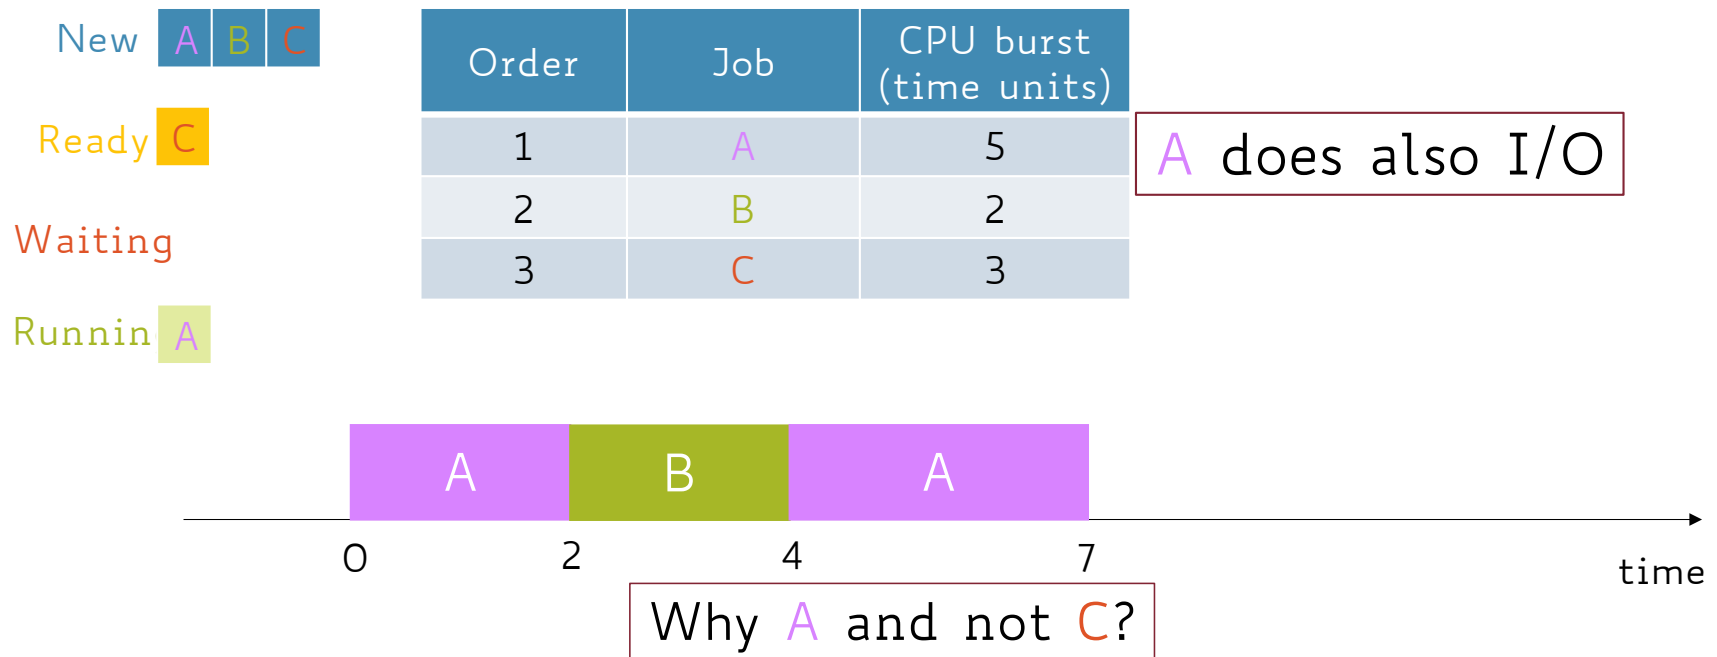 New A B C
Ready C
Waiting
Runnin A
Order Job CPU burst (time units)
1 A 5
2 B 2
3 C 3
A does also I/O
A B A
0 2 4 7
time
Why A and not C?